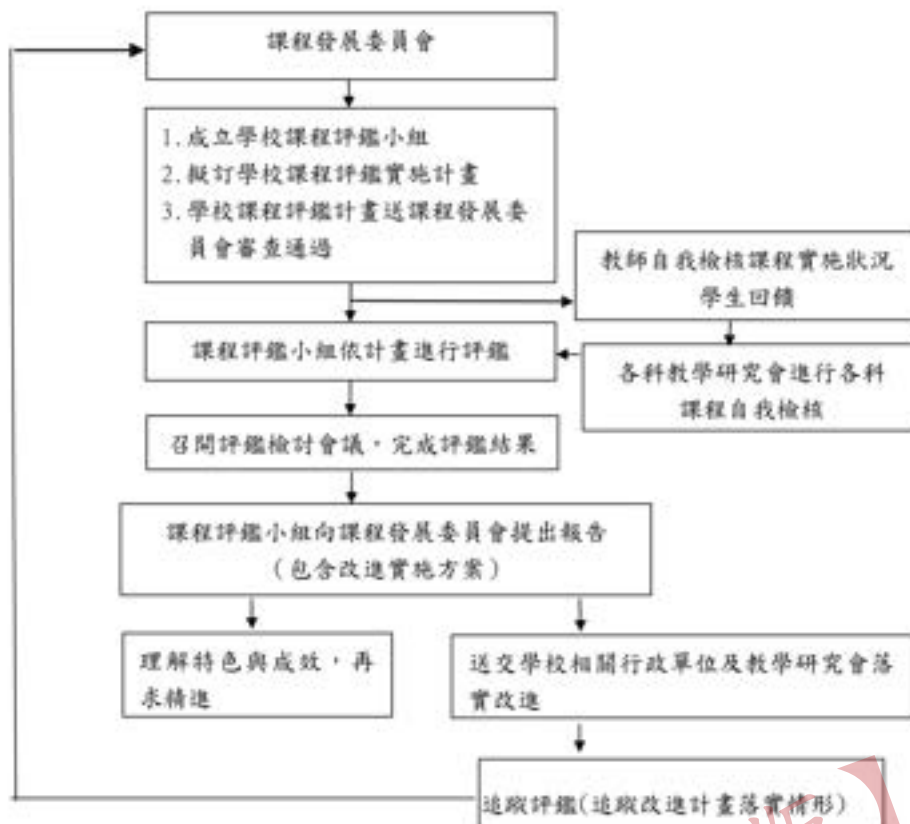 課程發展委員會
1.成立學校課程評鑑小組
2.擬訂學校課程評鑑實施計畫
3.學校課程評鑑計畫送課程發展委
員會審查通過
教師自我檢核課程實施狀況
學生回饋
課程評鑑小組依計畫進行評鑑
各科教學研究會進行各科
課程自我檢核
召開評鑑檢討會議，完成評鑑結果
課程評鑑小組向課程發展委員會提出報告
（包含改進實施方案）
理解特色與成效，再
求精進
送交學校相關行政單位及教學研究會落
實改進
追蹤評鑑(追蹤改進計畫落實情形)